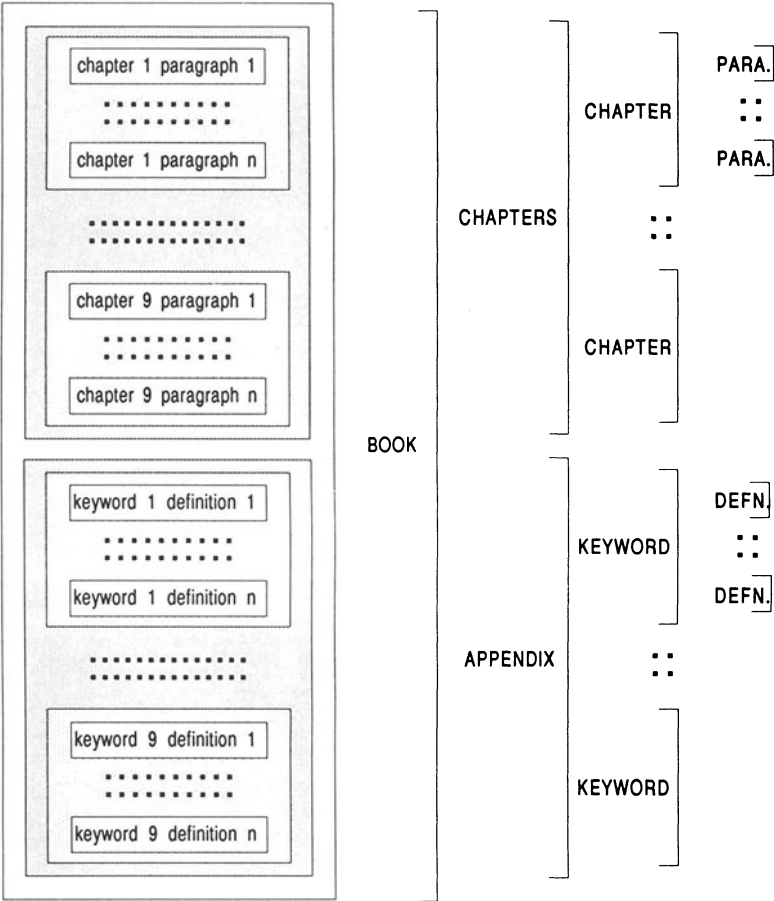 chapter 1 paragraph 1
chapter 1 paragraph n
chapter 9 paragraph 1
chapter 9 paragraph n
keyword 1 definition 1
keyword 1 definition n
keyword 9 definition 1
keyword 9 definition n
BOOK
CHAPTERS
APPENDIX
CHAPTER
CHAPTER
KEYWORD
KEYWORD
PARA.
PARA.
DEFN.
DEFN.